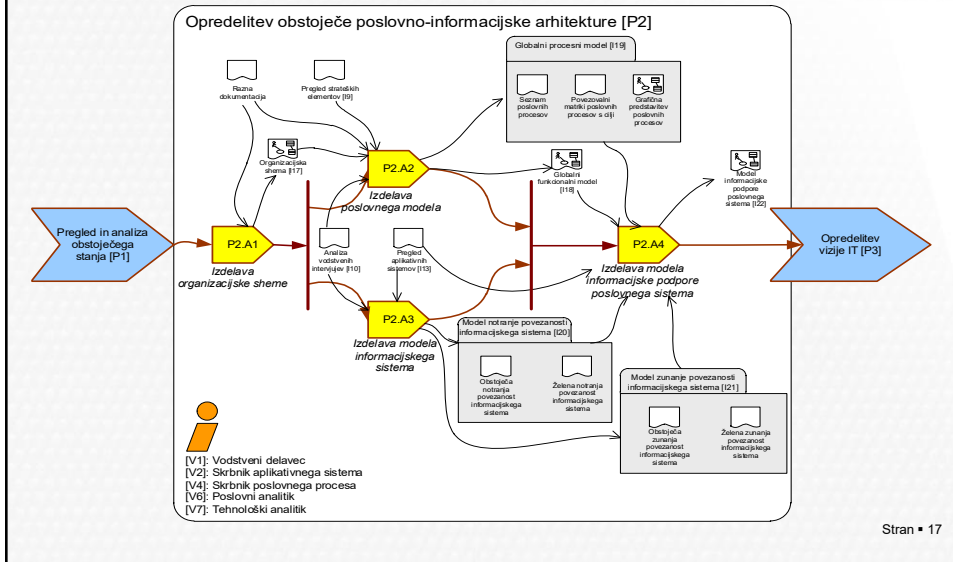 Opredelitev obstoječe poslovno-informacijske arhitekture [P2]
Globalni procesni model [I19]
Razna
dokumentacija
Pregled strateških
elementov [I9]
Seznam
poslovnih
procesov
Povezovalni
matriki poslovnih
procesov s cilji
Grafična
predstavitev
poslovnih
procesov
Organizacijska
shema [I17]
P2.A2
Izdelava
poslovnega modela
Globalni
funkcionalni model
[I18]
Model
informacijske
podpore
poslovnega
sistema [I22]
Pregled in analiza
obstoječega
stanja [P1]
P2.A1
Izdelava
organizacijske sheme
Analiza
vodstvenih
intervjujev [I10]
Pregled
aplikativnih
sistemov [I13]
P2.A4
Izdelava modela
informacijske podpore
poslovnega sistema
Opredelitev
vizije IT [P3]
P2.A3
Izdelava modela
informacijskega
sistema
Model notranje povezanosti
informacijskega sistema [I20]
Obstoječa
notranja
povezanost
informacijskega
sistema
Želena notranja
povezanost
informacijskega
sistema
Model zunanje povezanosti
informacijskega sistema [I21]
Obstoječa
zunanja
povezanost
informacijskega
sistema
Želena zunanja
povezanost
informacijskega
sistema
[V1]: Vodstveni delavec
[V2]: Skrbnik aplikativnega sistema
[V4]: Skrbnik poslovnega procesa
[V6]: Poslovni analitik
[V7]: Tehnološki analitik
Stran ▪ 17